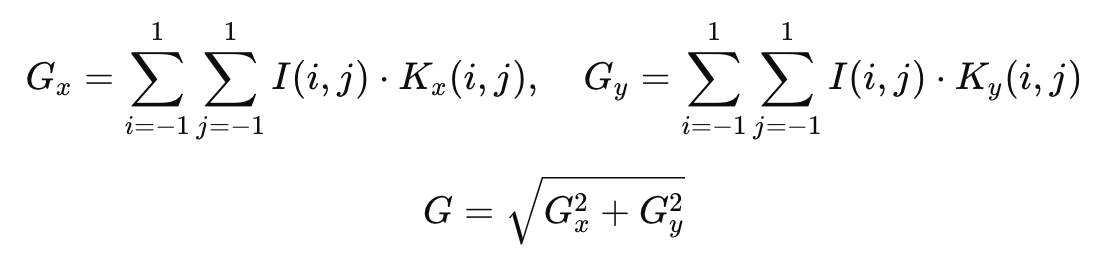 G_x = \sum_{i=-1}^{1} \sum_{j=-1}^{1} I(i,j) \cdot K_x(i,j), \quad G_y = \sum_{i=-1}^{1} \sum_{j=-1}^{1} I(i,j) \cdot K_y(i,j)
G = \sqrt{G_x^2 + G_y^2}